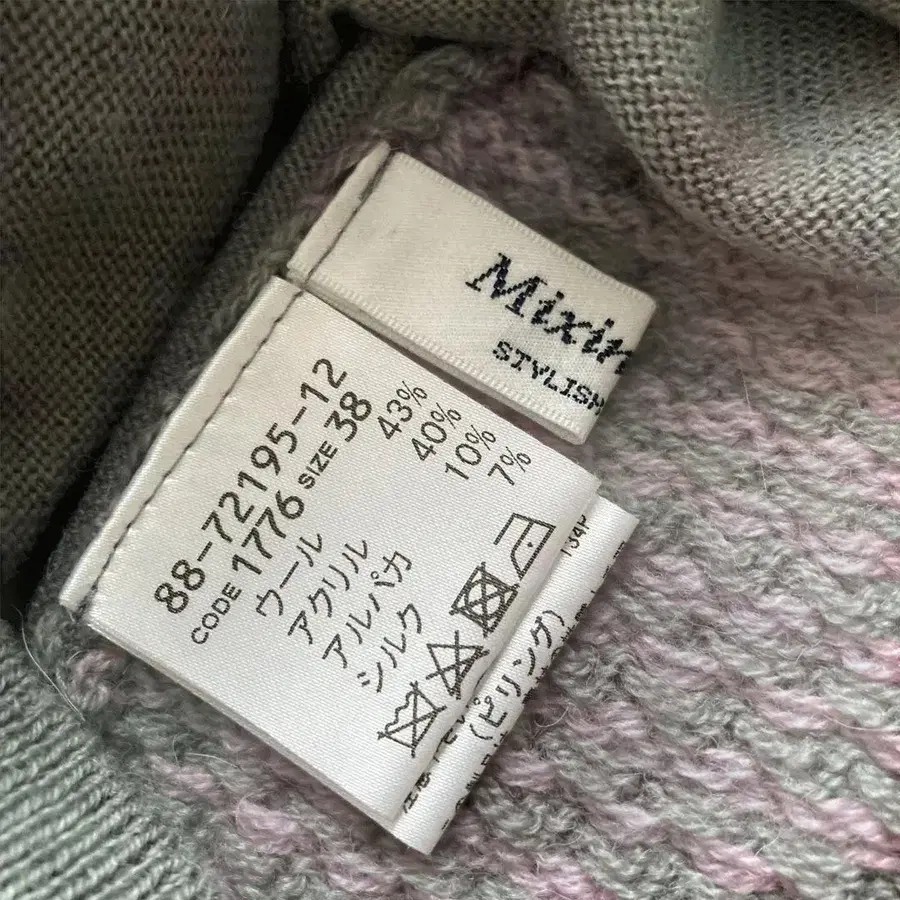 Mixin
STYLISH
88-72195-12
CODE 1776 SIZE 38
ウール 43%
アクリル 40%
アルパカ 10%
シルク 7%
134P
(ピリング)